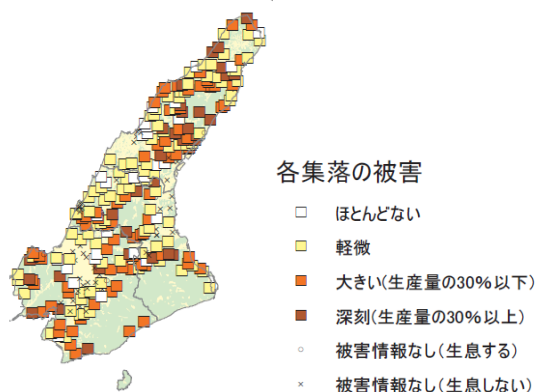 各集落の被害
ほとんどない
軽微
大きい(生産量の30%以下)
深刻(生産量の30%以上)
被害情報なし(生息する)
被害情報なし(生息しない)